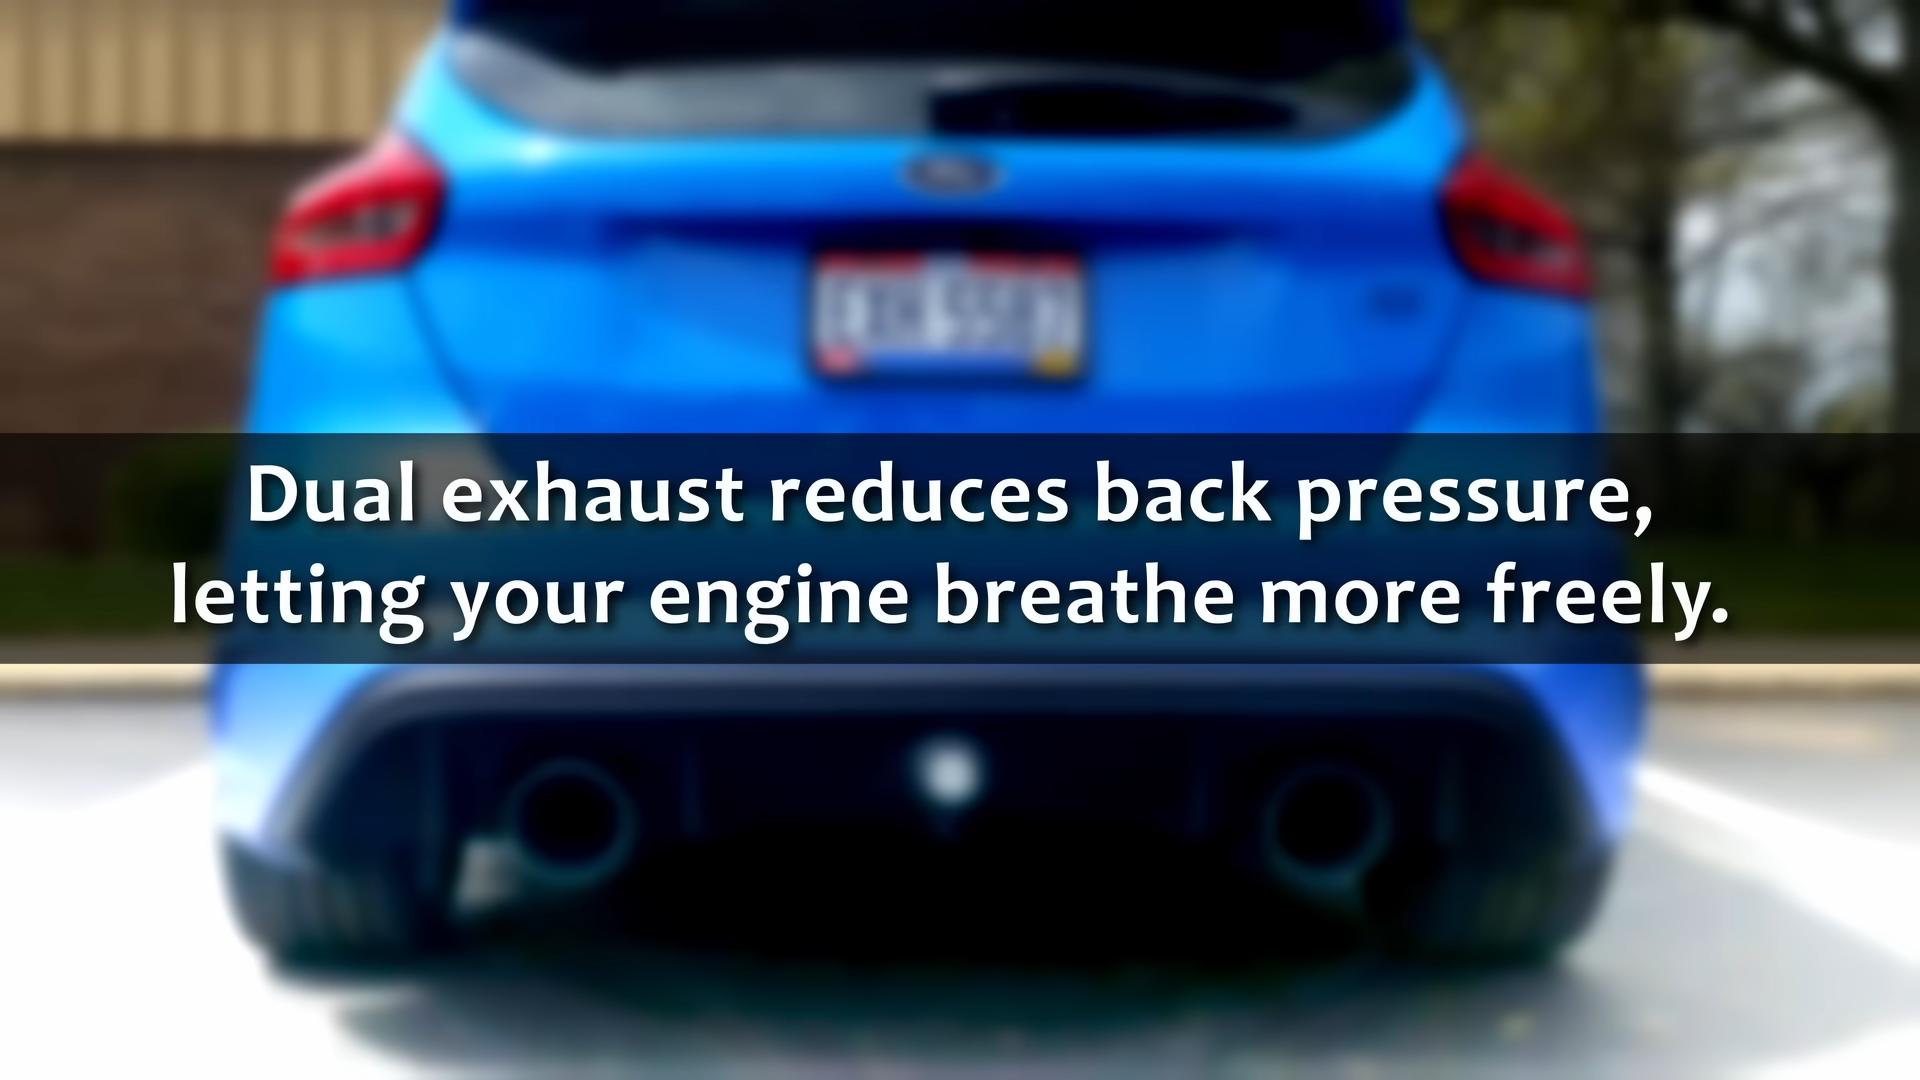 Dual exhaust reduces back pressure,
letting your engine breathe more freely.